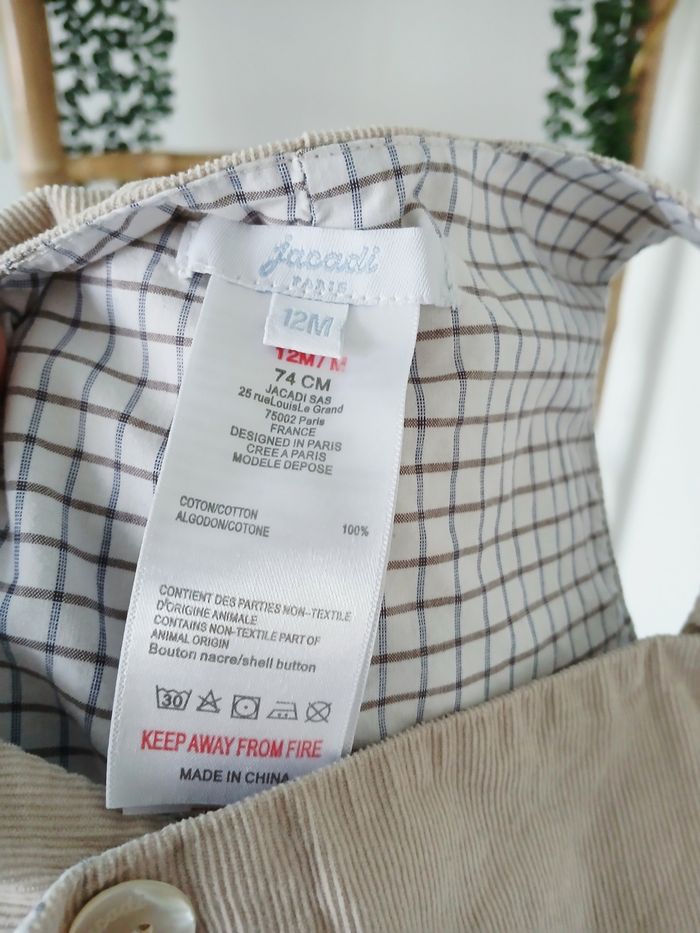 jacadi
PARIS
12M
12M / M
74 CM
JACADI SAS
25 rueLouisLe Grand
75002 Paris
FRANCE
DESIGNED IN PARIS
CREE A PARIS
MODELE DEPOSE
COTON/COTTON
ALGODON/COTONE 100%
CONTIENT DES PARTIES NON-TEXTILE
D'ORIGINE ANIMALE
CONTAINS NON-TEXTILE PART OF
ANIMAL ORIGIN
Bouton nacre/shell button
30
KEEP AWAY FROM FIRE
MADE IN CHINA